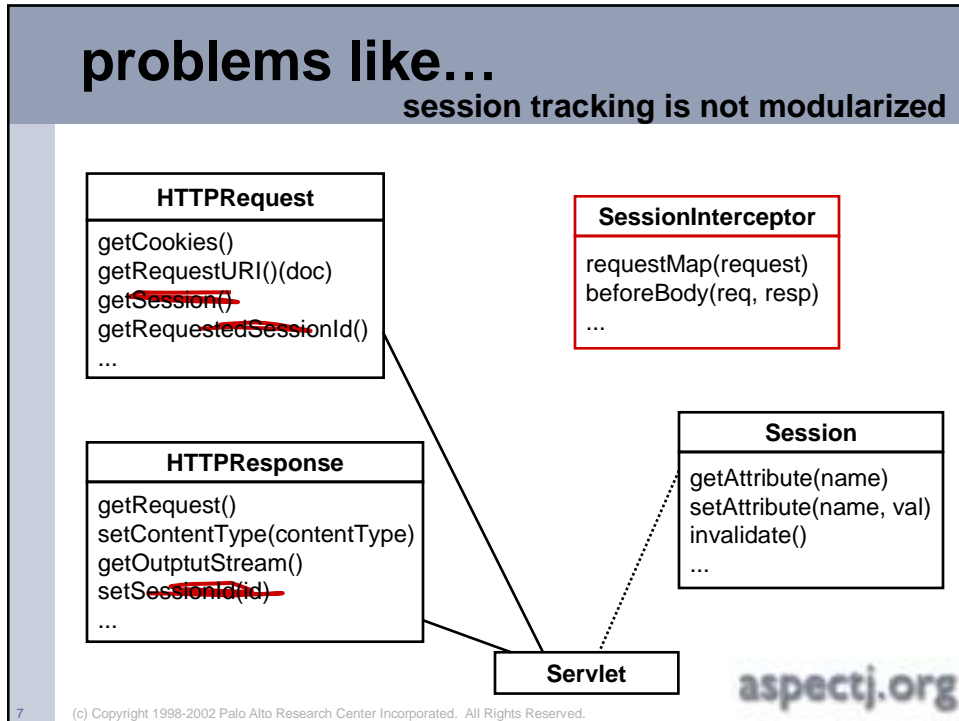 problems like…
session tracking is not modularized
HTTPRequest
getCookies()
getRequestURI()(doc)
getSession()
getRequestedSessionId()
...
SessionInterceptor
requestMap(request)
beforeBody(req, resp)
...
HTTPResponse
getRequest()
setContentType(contentType)
getOutptutStream()
setSessionId(id)
...
Session
getAttribute(name)
setAttribute(name, val)
invalidate()
...
Servlet
aspectj.org
7 (c) Copyright 1998-2002 Palo Alto Research Center Incorporated. All Rights Reserved.